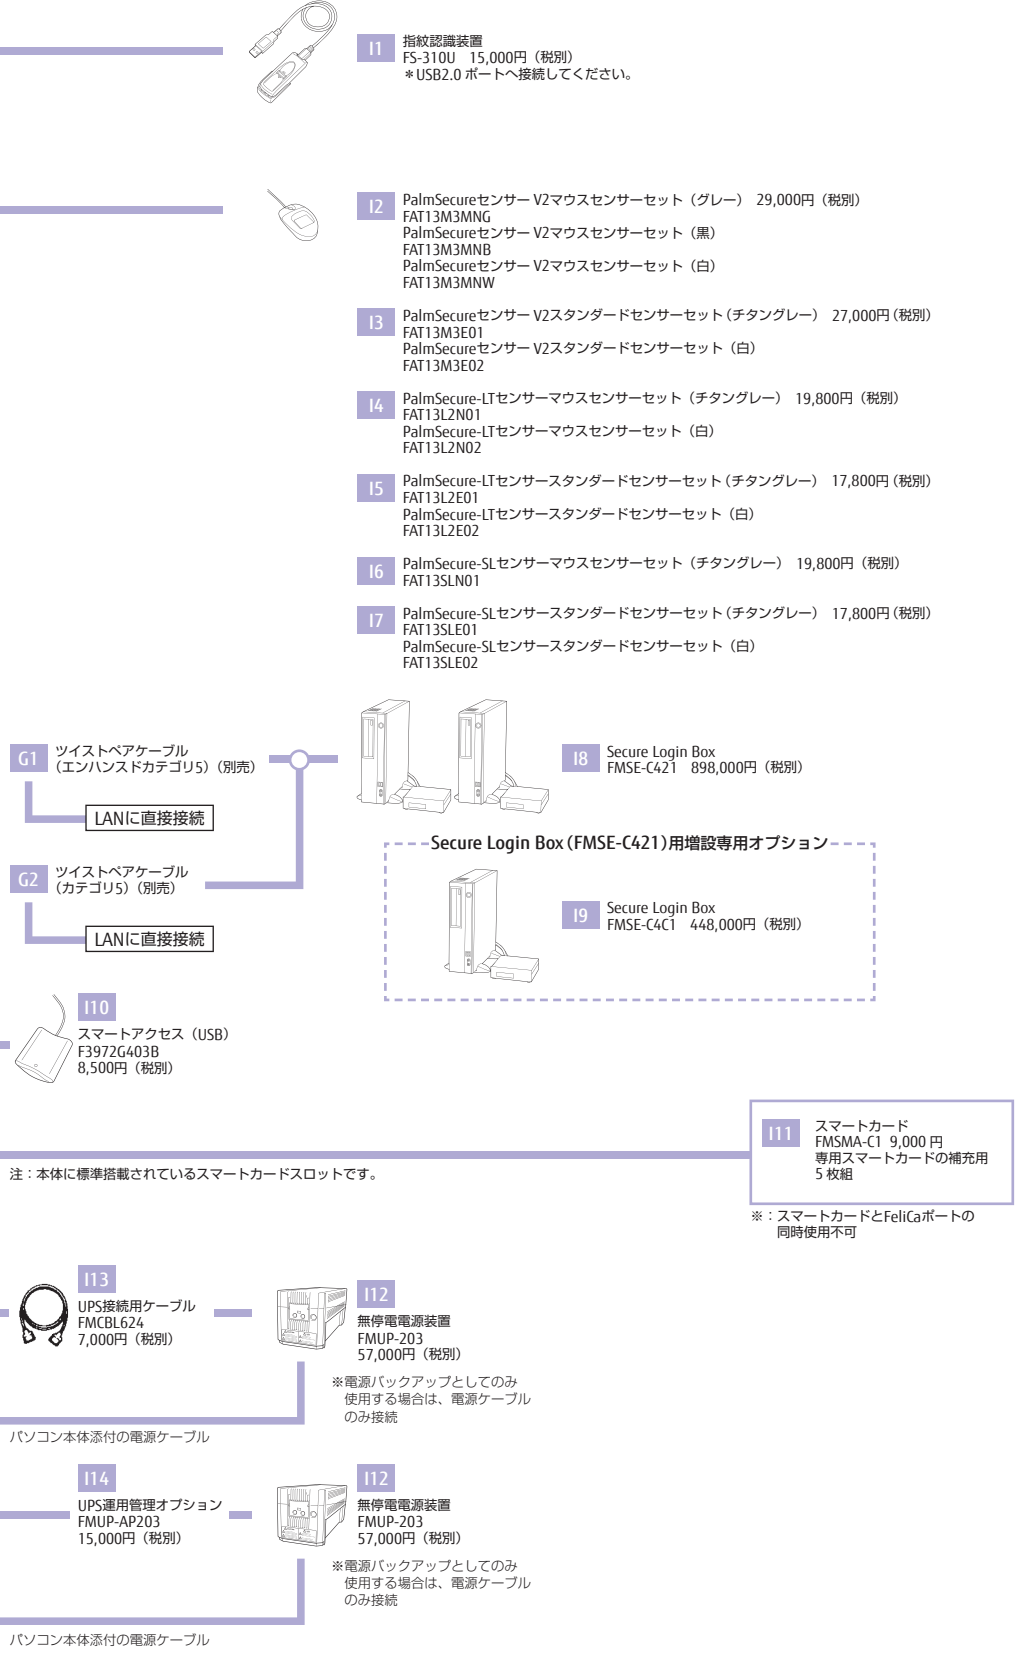 I1
指紋認識装置
FS-310U　15,000円（税別）
＊USB2.0 ポートへ接続してください。
I2
PalmSecureセンサー V2マウスセンサーセット（グレー）　29,000円（税別）
FAT13M3MNG
PalmSecureセンサー V2マウスセンサーセット（黒）
FAT13M3MNB
PalmSecureセンサー V2マウスセンサーセット（白）
FAT13M3MNW
I3
PalmSecureセンサー V2スタンダードセンサーセット（チタングレー）　27,000円（税別）
FAT13M3E01
PalmSecureセンサー V2スタンダードセンサーセット（白）
FAT13M3E02
I4
PalmSecure-LTセンサーマウスセンサーセット（チタングレー）　19,800円（税別）
FAT13L2N01
PalmSecure-LTセンサーマウスセンサーセット（白）
FAT13L2N02
I5
PalmSecure-LTセンサースタンダードセンサーセット（チタングレー）　17,800円（税別）
FAT13L2E01
PalmSecure-LTセンサースタンダードセンサーセット（白）
FAT13L2E02
I6
PalmSecure-SLセンサーマウスセンサーセット（チタングレー）　19,800円（税別）
FAT13SLN01
I7
PalmSecure-SLセンサースタンダードセンサーセット（チタングレー）　17,800円（税別）
FAT13SLE01
PalmSecure-SLセンサースタンダードセンサーセット（白）
FAT13SLE02
G1
ツイストペアケーブル
（エンハンスドカテゴリ5）（別売）
LANに直接接続
I8
Secure Login Box
FMSE-C421　898,000円（税別）
G2
ツイストペアケーブル
（カテゴリ5）（別売）
LANに直接接続
Secure Login Box（FMSE-C421）用増設専用オプション
I9
Secure Login Box
FMSE-C4C1　448,000円（税別）
I10
スマートアクセス（USB）
F3972G403B
8,500円（税別）
I11
スマートカード
FMSMA-C1 9,000 円
専用スマートカードの補充用
5 枚組
注：本体に標準搭載されているスマートカードスロットです。
※：スマートカードとFeliCaポートの
同時使用不可
I13
UPS接続用ケーブル
FMCBL624
7,000円（税別）
I12
無停電電源装置
FMUP-203
57,000円（税別）
※電源バックアップとしてのみ
使用する場合は、電源ケーブル
のみ接続
パソコン本体添付の電源ケーブル
I14
UPS運用管理オプション
FMUP-AP203
15,000円（税別）
I12
無停電電源装置
FMUP-203
57,000円（税別）
※電源バックアップとしてのみ
使用する場合は、電源ケーブル
のみ接続
パソコン本体添付の電源ケーブル